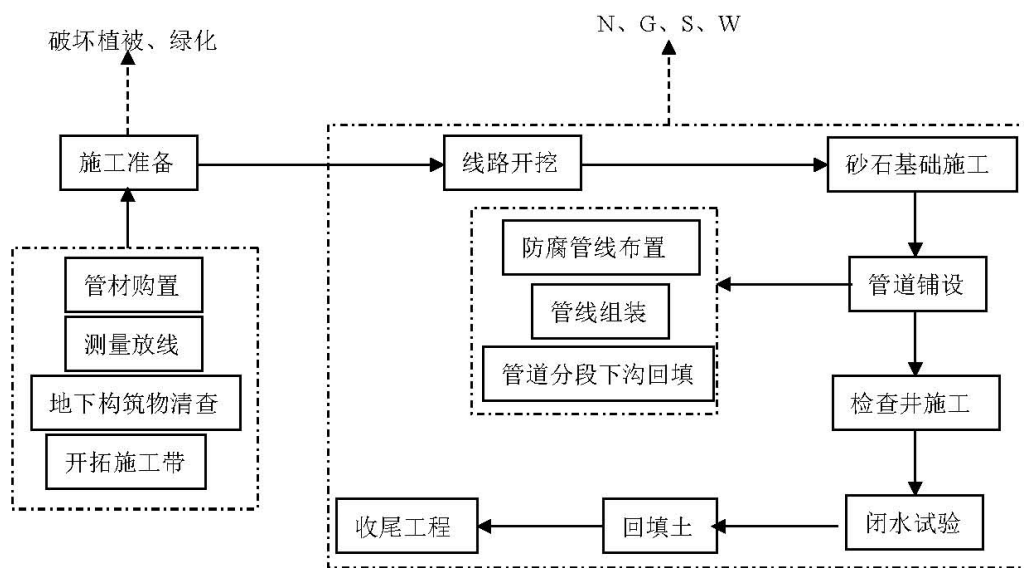 破坏植被、绿化
N、G、S、W
施工准备
线路开挖
砂石基础施工
防腐管线布置
管材购置
管道铺设
管线组装
测量放线
管道分段下沟回填
地下构筑物清查
检查井施工
开拓施工带
收尾工程
回填土
闭水试验